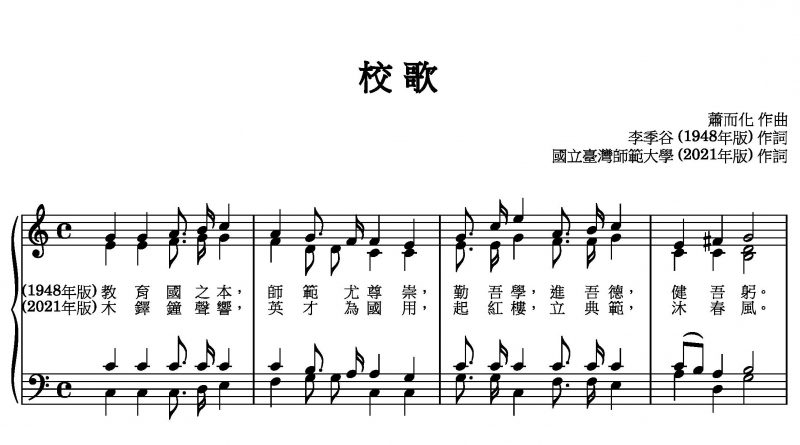 校歌
蕭而化 作曲
李季谷 (1948年版) 作詞
國立臺灣師範大學 (2021年版) 作詞
(1948年版) 教 育 國 之 本, 師 範 尤 尊 崇, 勤 吾 學, 進 吾 德, 健 吾 躬。
(2021年版) 木 鐸 鐘 聲 響, 英 才 為 國 用, 起 紅 樓, 立 典 範, 沐 春 風。